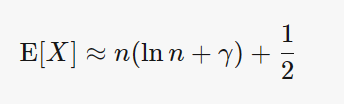 E[X] ≈ n(ln n + γ) + 1/2